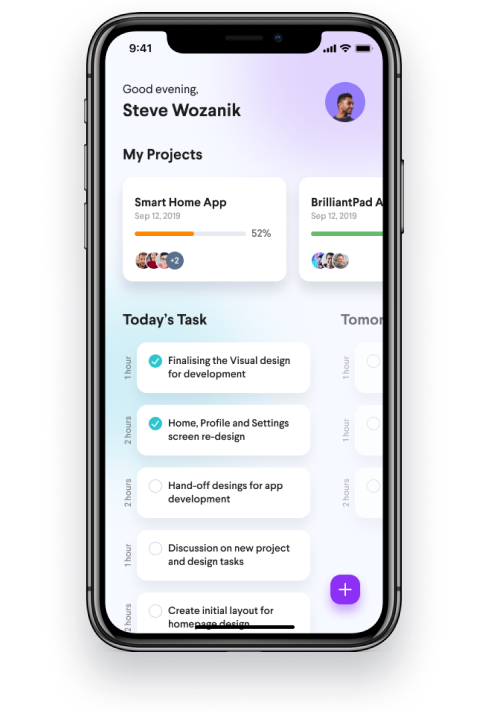 9:41
Good evening,
Steve Wozanik
My Projects
Smart Home App
Sep 12, 2019
52%
+2
BrilliantPad A
Sep 12, 2019
Today's Task
Tomor
1 hour
Finalising the Visual design
for development
1 hour
2 hours
Home, Profile and Settings
screen re-design
1 hour
2 hours
Hand-off desings for app
development
2 hours
1 hour
Discussion on new project
and design tasks
2 hours
Create initial layout for
homepage design